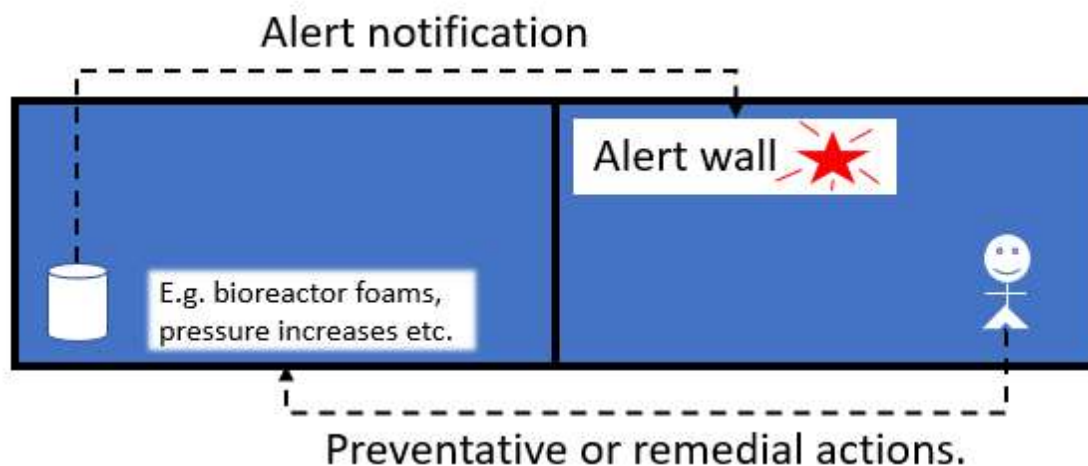 Alert notification
Alert wall
E.g. bioreactor foams,
pressure increases etc.
Preventative or remedial actions.